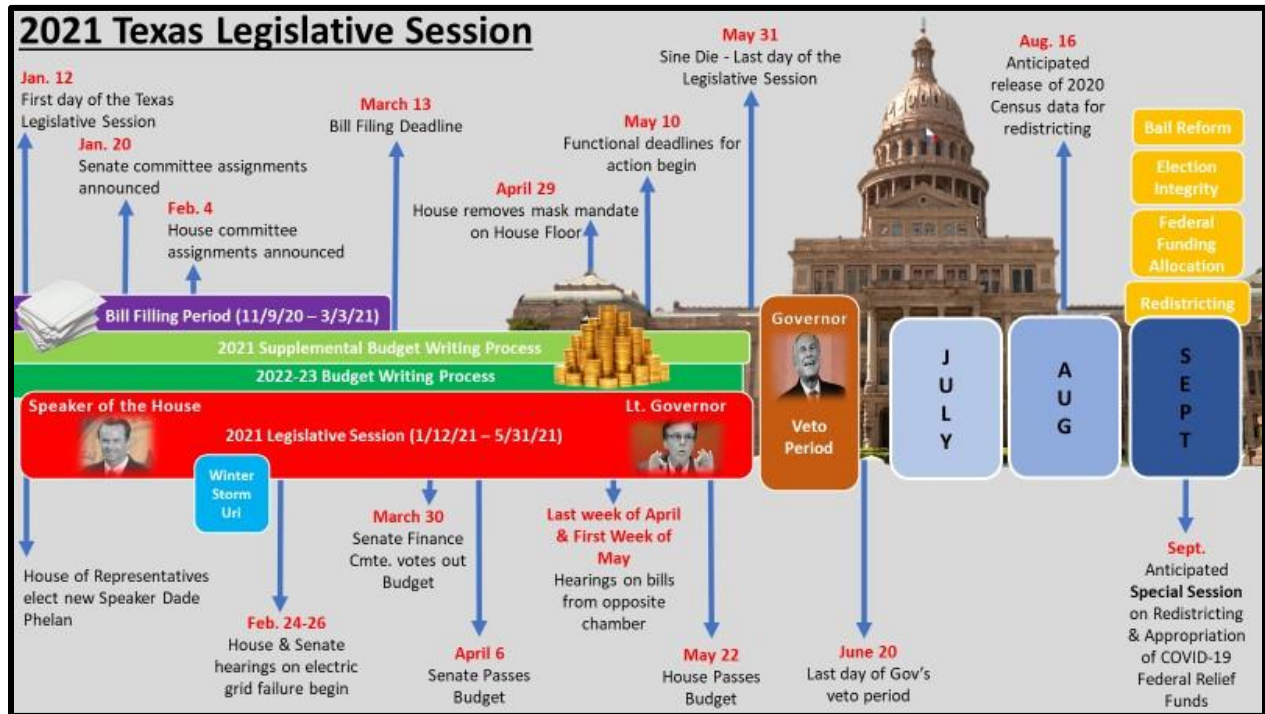 2021 Texas Legislative Session
Jan. 12
First day of the Texas
Legislative Session
Jan. 20
Senate committee assignments
announced
Feb. 4
House committee
assignments announced
March 13
Bill Filing Deadline
April 29
House removes mask mandate
on House Floor
May 10
Functional deadlines for
action begin
May 31
Sine Die - Last day of the
Legislative Session
Aug. 16
Anticipated
release of 2020
Census data for
redistricting
Bail Reform
Election
Integrity
Federal
Funding
Allocation
Redistricting
Bill Filling Period (11/9/20 – 3/3/21)
2021 Supplemental Budget Writing Process
2022-23 Budget Writing Process
Speaker of the House
2021 Legislative Session (1/12/21 – 5/31/21)
Lt. Governor
Governor
Veto
Period
J
U
L
Y
A
U
G
S
E
P
T
Winter
Storm
Uri
House of Representatives
elect new Speaker Dade
Phelan
Feb. 24-26
House & Senate
hearings on electric
grid failure begin
March 30
Senate Finance
Cmte. votes out
Budget
April 6
Senate Passes
Budget
Last week of April
& First Week of
May
Hearings on bills
from opposite
chamber
May 22
House Passes
Budget
June 20
Last day of Gov's
veto period
Sept.
Anticipated
Special Session
on Redistricting
& Appropriation
of COVID-19
Federal Relief
Funds